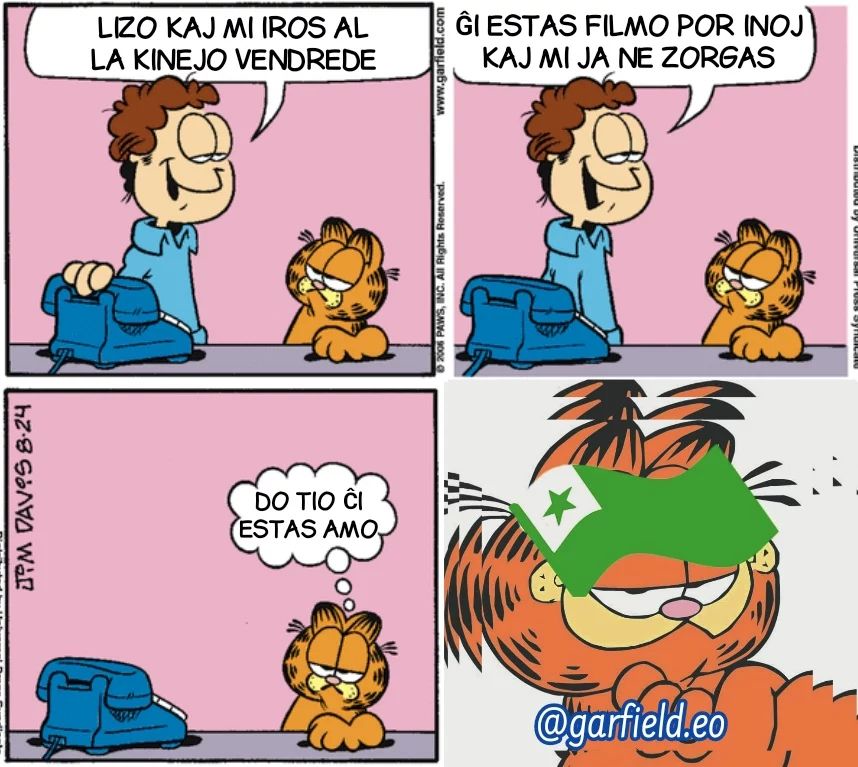 LIZO KAJ MI IROS AL
LA KINEJO VENDREDE
www.garfield.com
© 2006 PAWS, INC. All Rights Reserved.
ĜI ESTAS FILMO POR INOJ
KAJ MI JA NE ZORGAS
Distributed by Universal Press Syndicate
JIM DAVIS 8·24
DO TIO ĈI
ESTAS AMO
@garfield.eo